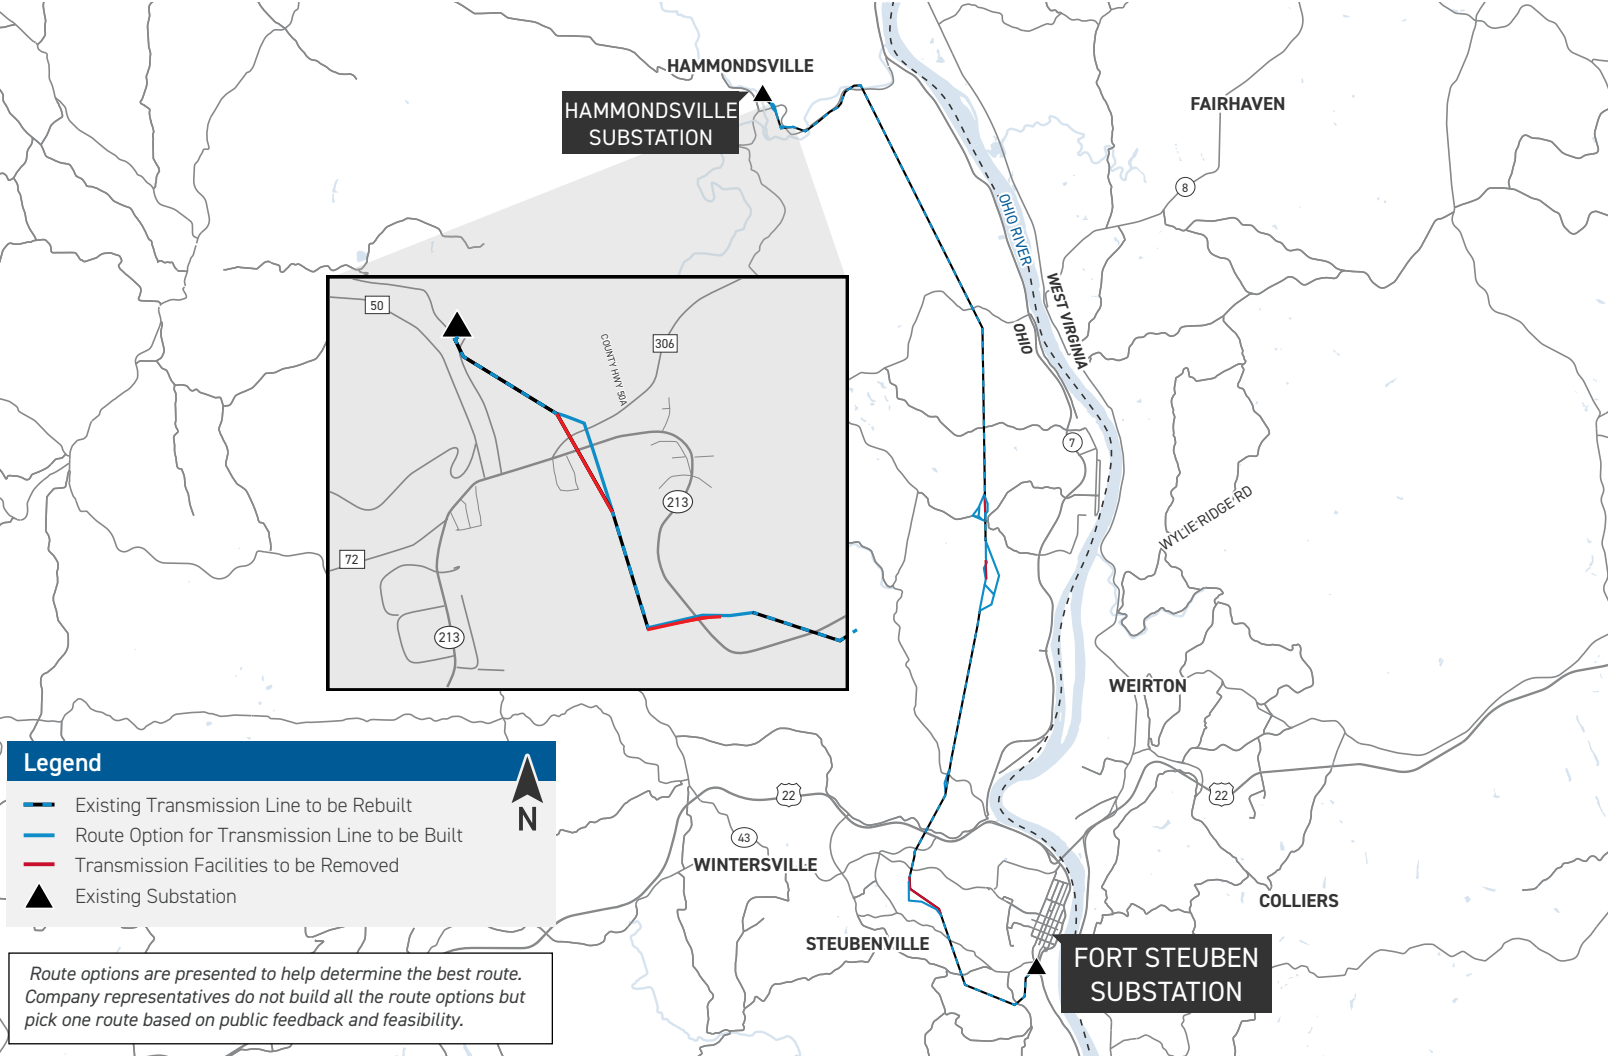 HAMMONDSVILLE
HAMMONDSVILLE
SUBSTATION
FAIRHAVEN
8
OHIO RIVER
WEST VIRGINIA
OHIO
50
COUNTY HWY 50A
306
7
213
WYLIE RIDGE RD
72
213
WEIRTON
Legend
N
Existing Transmission Line to be Rebuilt
Route Option for Transmission Line to be Built
Transmission Facilities to be Removed
Existing Substation
22
22
43
WINTERSVILLE
COLLIERS
STEUBENVILLE
FORT STEUBEN
SUBSTATION
Route options are presented to help determine the best route.
Company representatives do not build all the route options but
pick one route based on public feedback and feasibility.